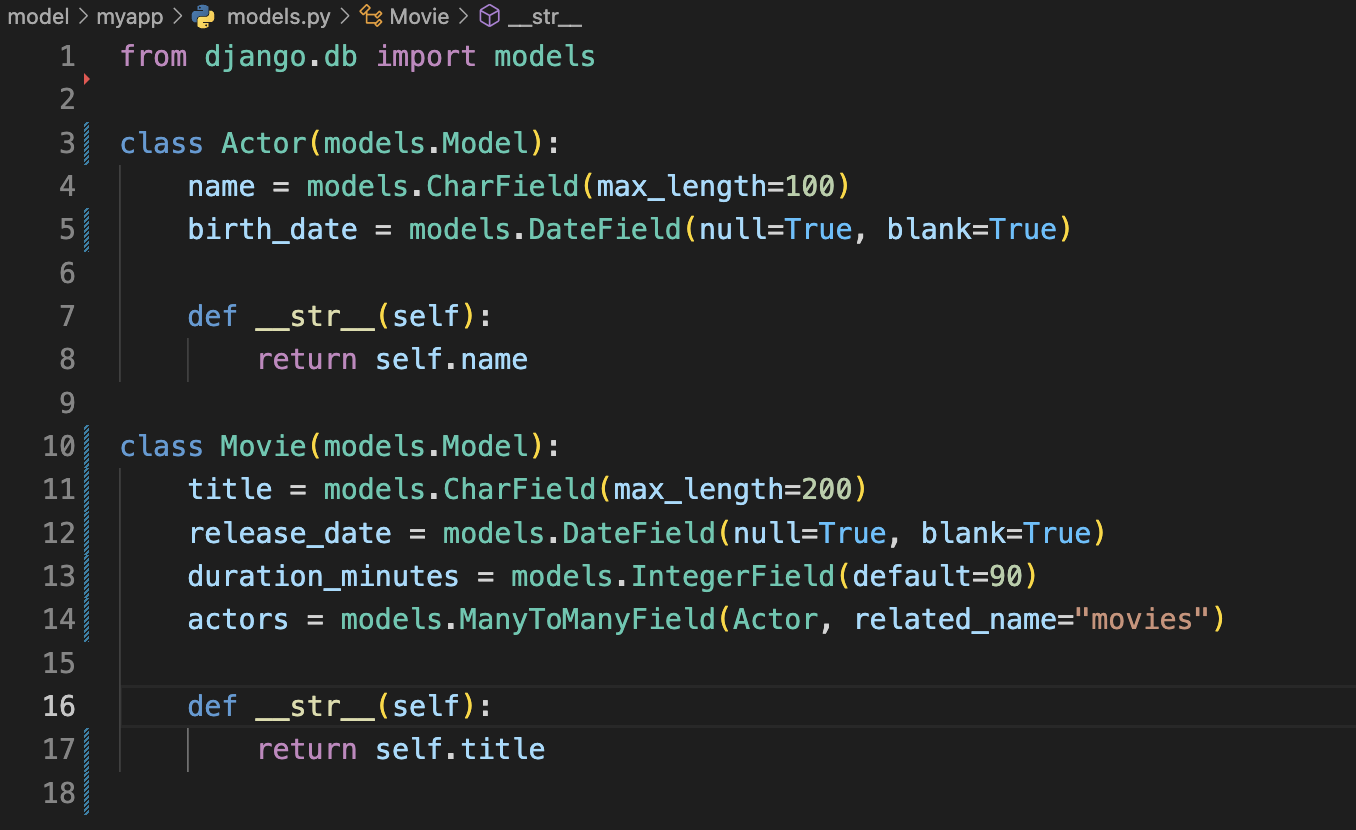 model > myapp > models.py > Movie > __str__
1 from django.db import models
2
3 class Actor(models.Model):
4     name = models.CharField(max_length=100)
5     birth_date = models.DateField(null=True, blank=True)
6
7     def __str__(self):
8         return self.name
9
10 class Movie(models.Model):
11     title = models.CharField(max_length=200)
12     release_date = models.DateField(null=True, blank=True)
13     duration_minutes = models.IntegerField(default=90)
14     actors = models.ManyToManyField(Actor, related_name="movies")
15
16     def __str__(self):
17         return self.title
18